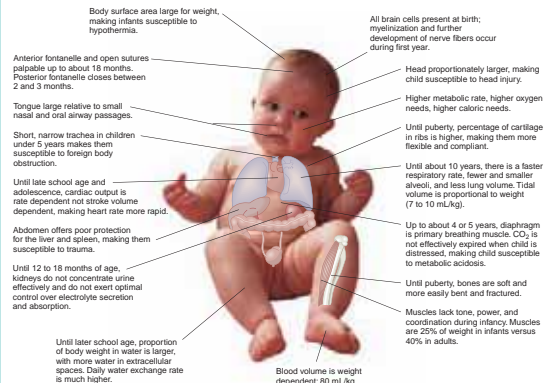 Body surface area large for weight,
making infants susceptible to
hypothermia.
Anterior fontanelle and open sutures
palpable up to about 18 months.
Posterior fontanelle closes between
2 and 3 months.
Tongue large relative to small
nasal and oral airway passages.
Short, narrow trachea in children
under 5 years makes them
susceptible to foreign body
obstruction.
Until late school age and
adolescence, cardiac output is
rate dependent not stroke volume
dependent, making heart rate more rapid.
Abdomen offers poor protection
for the liver and spleen, making them
susceptible to trauma.
Until 12 to 18 months of age,
kidneys do not concentrate urine
effectively and do not exert optimal
control over electrolyte secretion
and absorption.
Until later school age, proportion
of body weight in water is larger,
with more water in extracellular
spaces. Daily water exchange rate
is much higher.
All brain cells present at birth;
myelinization and further
development of nerve fibers occur
during first year.
Head proportionately larger, making
child susceptible to head injury.
Higher metabolic rate, higher oxygen
needs, higher caloric needs.
Until puberty, percentage of cartilage
in ribs is higher, making them more
flexible and compliant.
Until about 10 years, there is a faster
respiratory rate, fewer and smaller
alveoli, and less lung volume. Tidal
volume is proportional to weight
(7 to 10 mL/kg).
Up to about 4 or 5 years, diaphragm
is primary breathing muscle. CO₂ is
not effectively expired when child is
distressed, making child susceptible
to metabolic acidosis.
Until puberty, bones are soft and
more easily bent and fractured.
Muscles lack tone, power, and
coordination during infancy. Muscles
are 25% of weight in infants versus
40% in adults.
Blood volume is weight
dependent: 80 mL/kg.